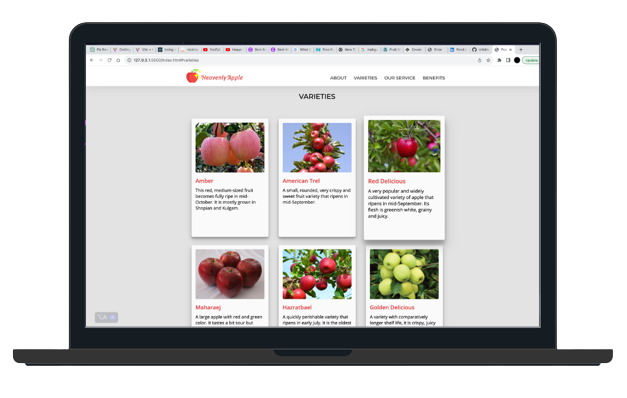 127.0.0.1
Update
Heavenly Apple
ABOUT VARIETIES OUR SERVICE BENEFITS
VARIETIES
Amber
This red, medium-sized fruit
becomes fully ripe in mid-
October. It is mostly grown in
Shopian and Kulgam.
American Trel
A small, rounded, very crispy and
sweet fruit variety that ripens in
mid-September.
Red Delicious
A very popular and widely
cultivated variety of apple that
ripens in mid-September. Its
flesh is greenish white, grainy
and juicy.
Maharaej
A large apple with red and green
color. It tastes a bit sour but
Hazratbael
A quickly perishable variety that
ripens in early July. It is the oldest
Golden Delicious
A variety with comparatively
longer shelf life, it is crispy, juicy